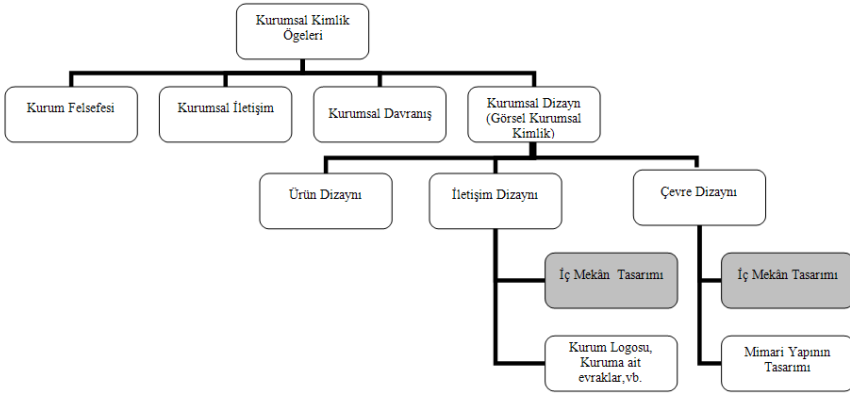 Kurumsal Kimlik
Ögeleri
Kurum Felsefesi
Kurumsal İletişim
Kurumsal Davranış
Kurumsal Dizayn
(Görsel Kurumsal
Kimlik)
Ürün Dizaynı
İletişim Dizaynı
Çevre Dizaynı
İç Mekân Tasarımı
İç Mekân Tasarımı
Kurum Logosu,
Kuruma ait
evraklar,vb.
Mimari Yapının
Tasarımı